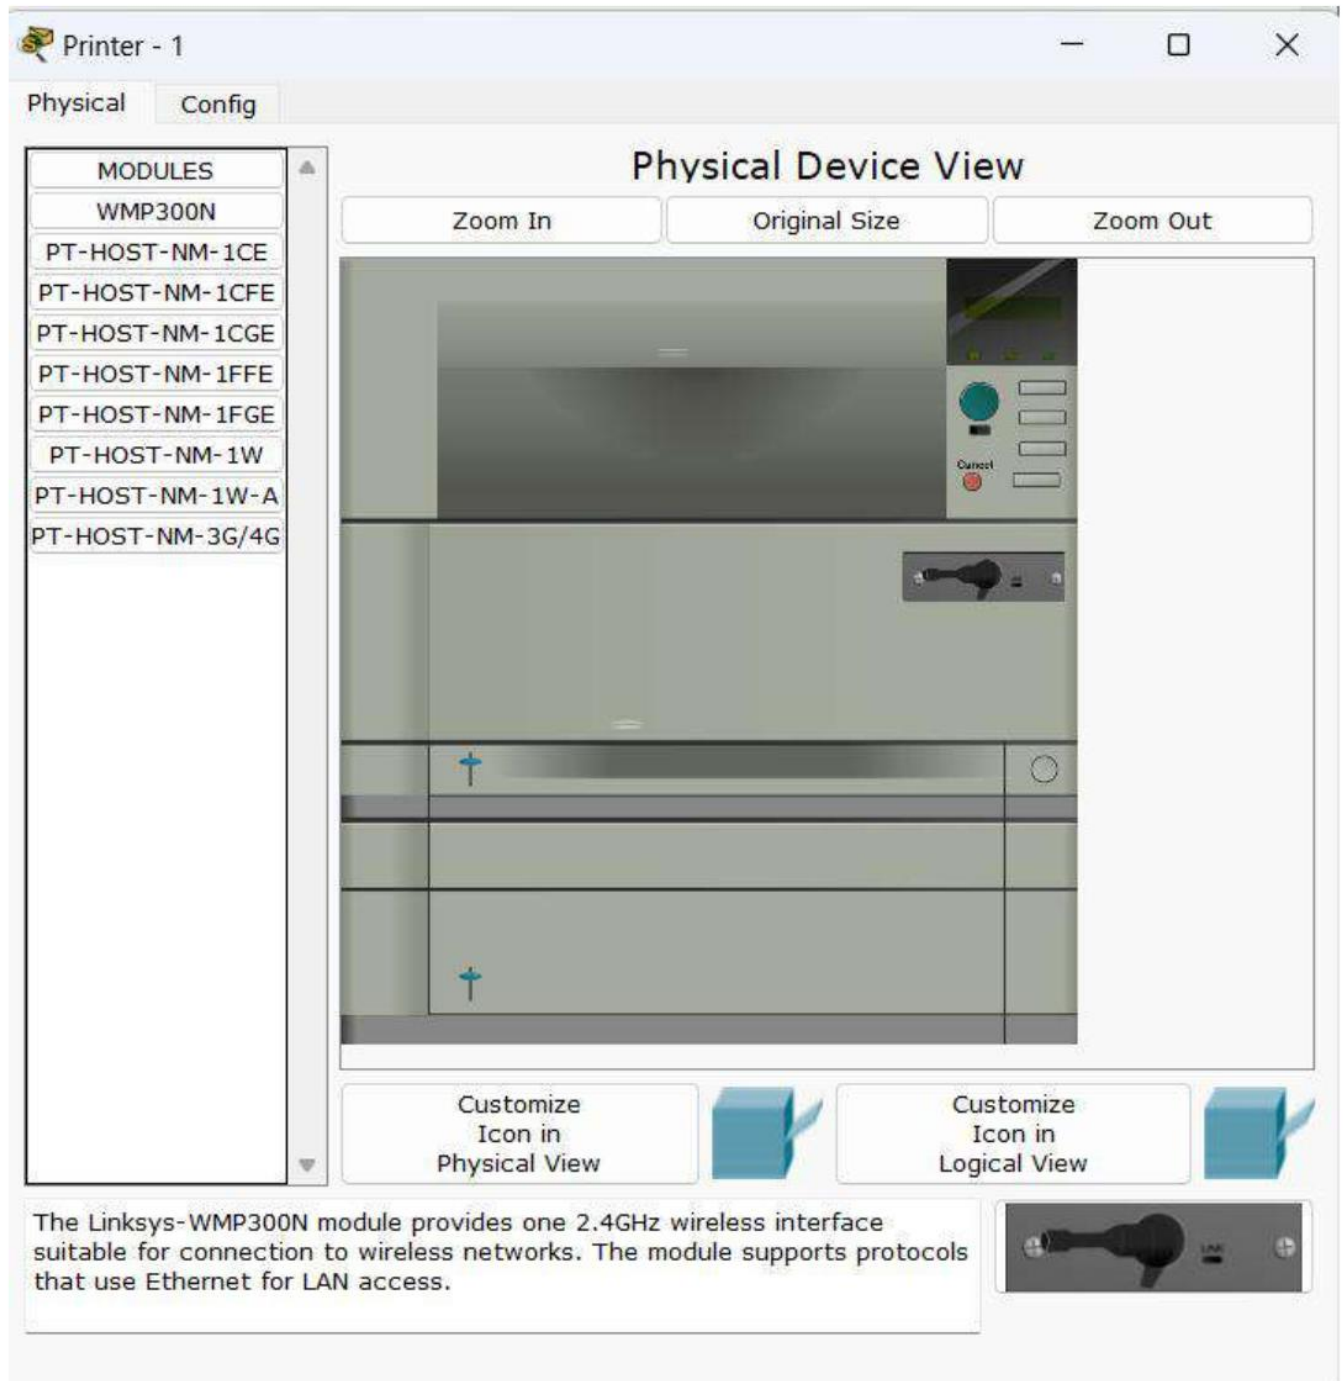 Printer - 1
Physical
Config
MODULES
WMP300N
PT-HOST-NM-1CE
PT-HOST-NM-1CFE
PT-HOST-NM-1CGE
PT-HOST-NM-1FFE
PT-HOST-NM-1FGE
PT-HOST-NM-1W
PT-HOST-NM-1W-A
PT-HOST-NM-3G/4G
Physical Device View
Zoom In
Original Size
Zoom Out
Cancel
Customize
Icon in
Physical View
Customize
Icon in
Logical View
The Linksys-WMP300N module provides one 2.4GHz wireless interface
suitable for connection to wireless networks. The module supports protocols
that use Ethernet for LAN access.